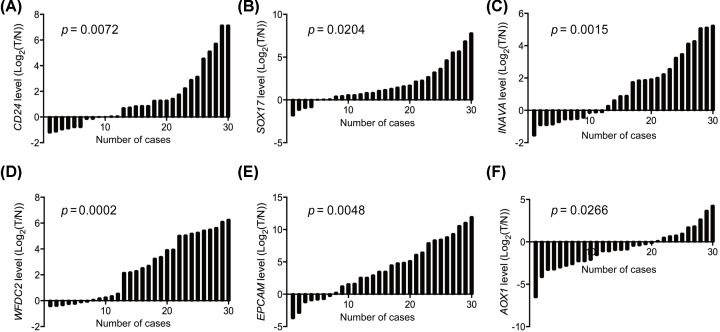 (A)
p = 0.0072
CD24 level (Log2(T/N))
8
6
4
2
0
-2
10
20
30
Number of cases
(B)
p = 0.0204
SOX17 level (Log2(T/N))
10
5
0
-5
10
20
30
Number of cases
(C)
p = 0.0015
INAVA level (Log2(T/N))
6
4
2
0
-2
10
20
30
Number of cases
(D)
p = 0.0002
WFDC2 level (Log2(T/N))
8
6
4
2
0
-2
10
20
30
Number of cases
(E)
p = 0.0048
EPCAM level (Log2(T/N))
15
10
5
0
-5
10
20
30
Number of cases
(F)
p = 0.0266
AOX1 level (Log2(T/N))
5
0
-5
-10
10
20
30
Number of cases